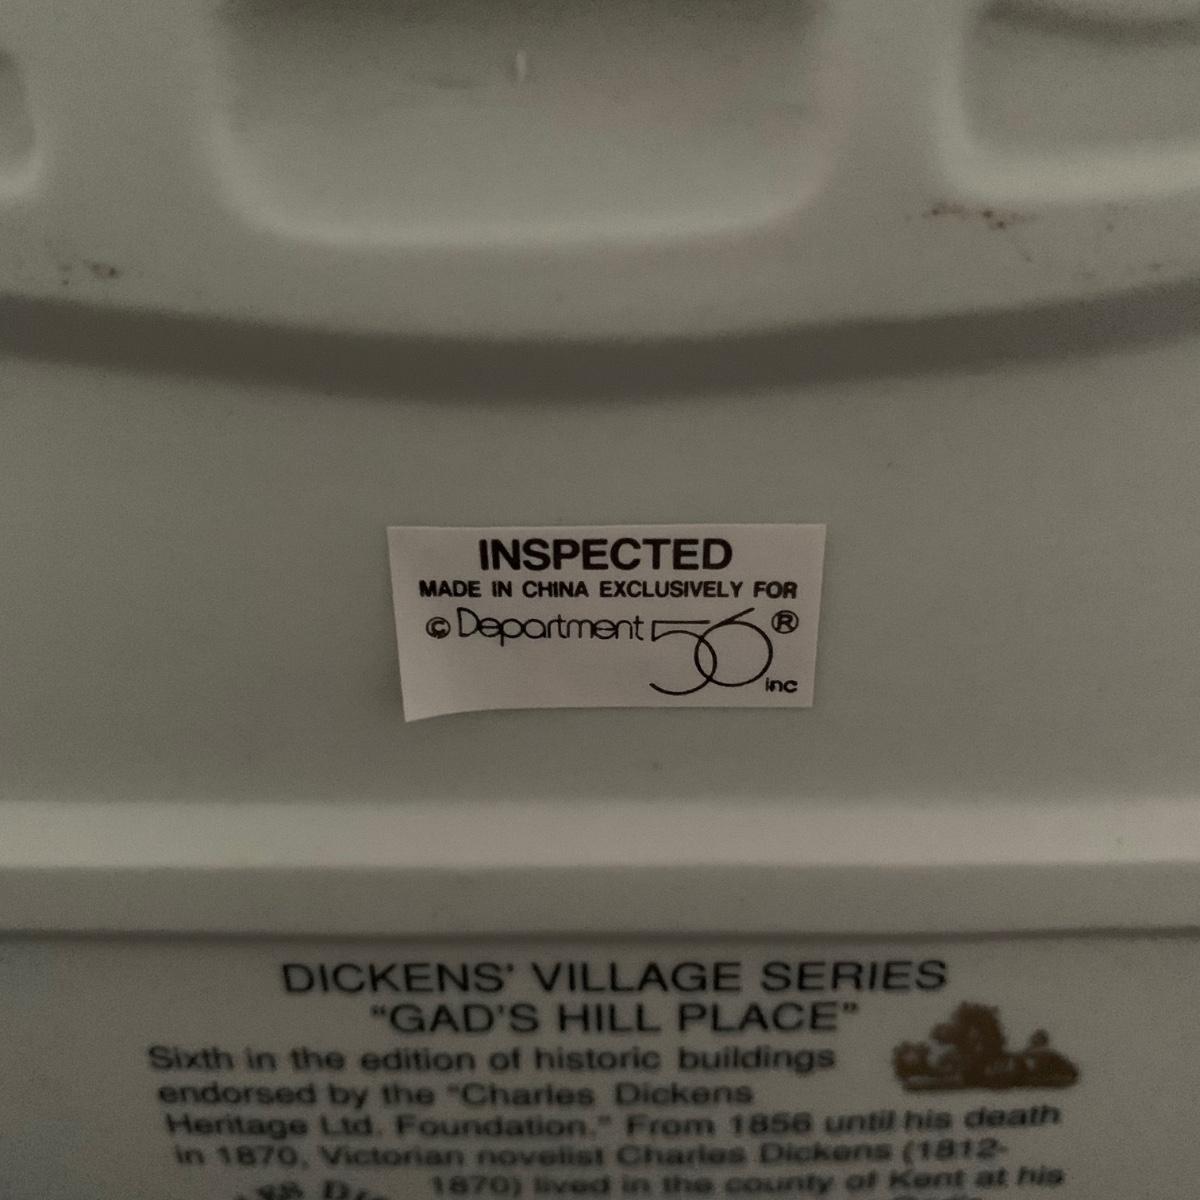 INSPECTED
MADE IN CHINA EXCLUSIVELY FOR
© Department 56 ®
inc
DICKENS' VILLAGE SERIES
"GAD'S HILL PLACE"
Sixth in the edition of historic buildings
endorsed by the "Charles Dickens
Heritage Ltd. Foundation." From 1856 until his death
in 1870, Victorian novelist Charles Dickens (1812-
1870) lived in the county of Kent at his